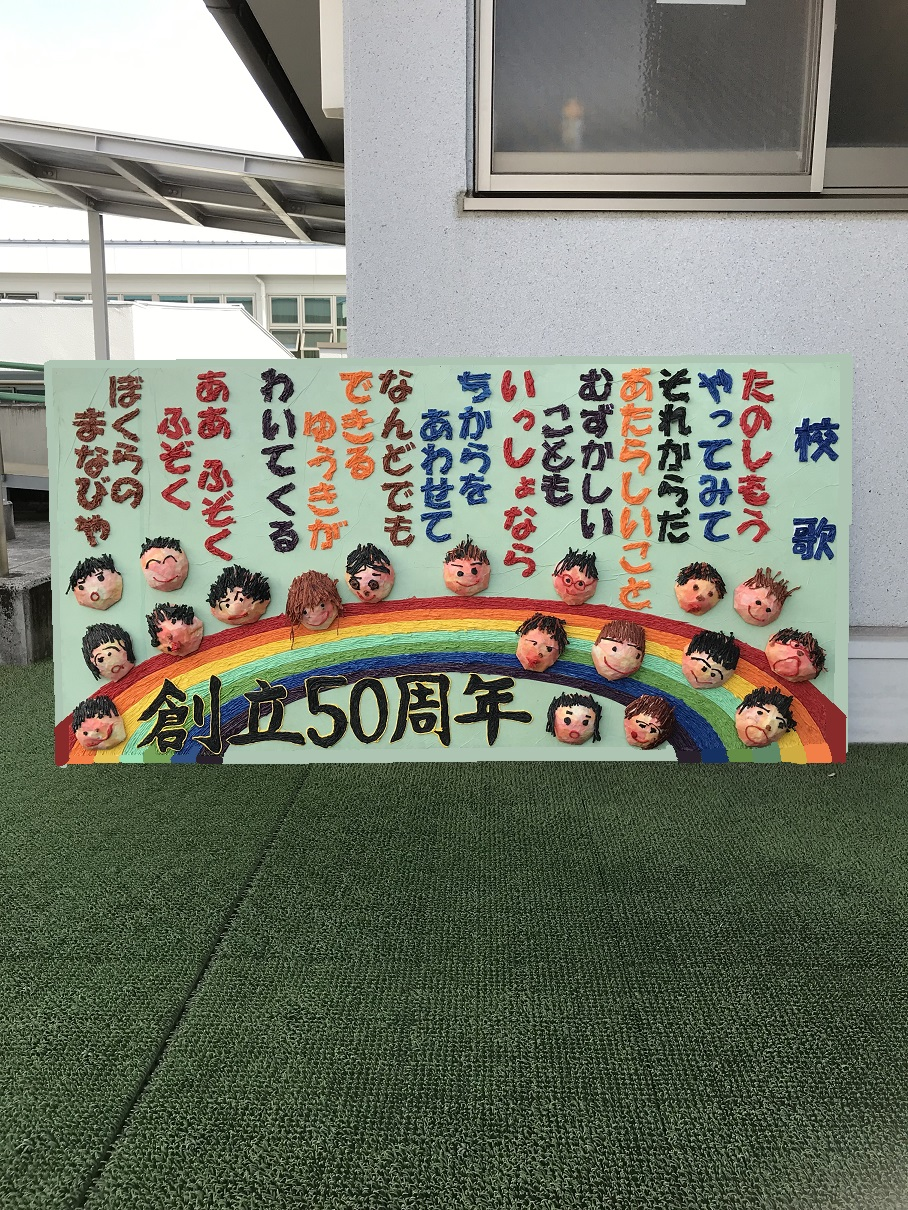 校歌
たのしもう
やってみて
それからだ
あたらしいこと
むずかしい
ことも
いっしょなら
ちからを
あわせて
なんどでも
できる
ゆうきが
わいてくる
ああ ふぞく
ふぞく
ぼくらの
まなびや
創立50周年